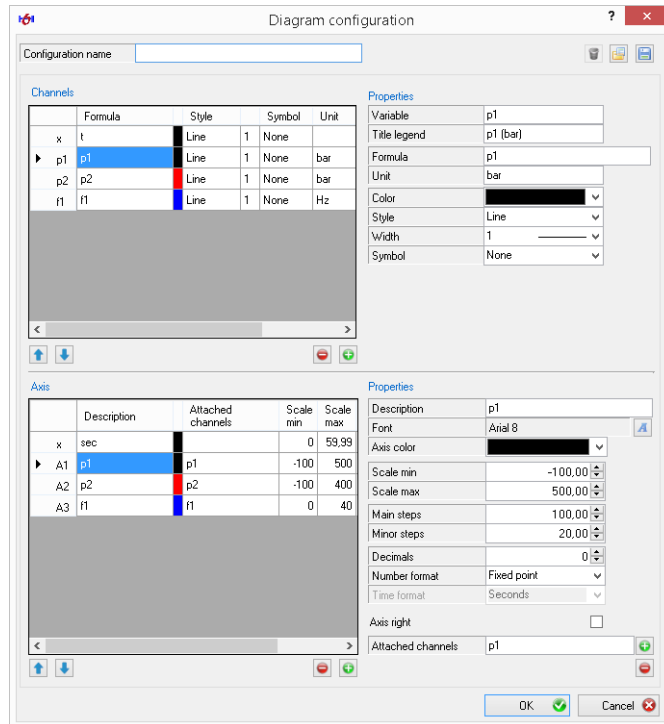 Diagram configuration ?
Configuration name
Channels
Formula Style Symbol Unit
x t Line 1 None
p1 p1 Line 1 None bar
p2 p2 Line 1 None bar
f1 f1 Line 1 None Hz
Properties
Variable p1
Title legend p1 (bar)
Formula p1
Unit bar
Color
Style Line
Width 1
Symbol None
Axis
Description Attached channels Scale min Scale max
x sec 0 59,99
A1 p1 p1 -100 500
A2 p2 p2 -100 400
A3 f1 f1 0 40
Properties
Description p1
Font Arial 8 A
Axis color
Scale min -100,00
Scale max 500,00
Main steps 100,00
Minor steps 20,00
Decimals 0
Number format Fixed point
Time format Seconds
Axis right
Attached channels p1
OK Cancel